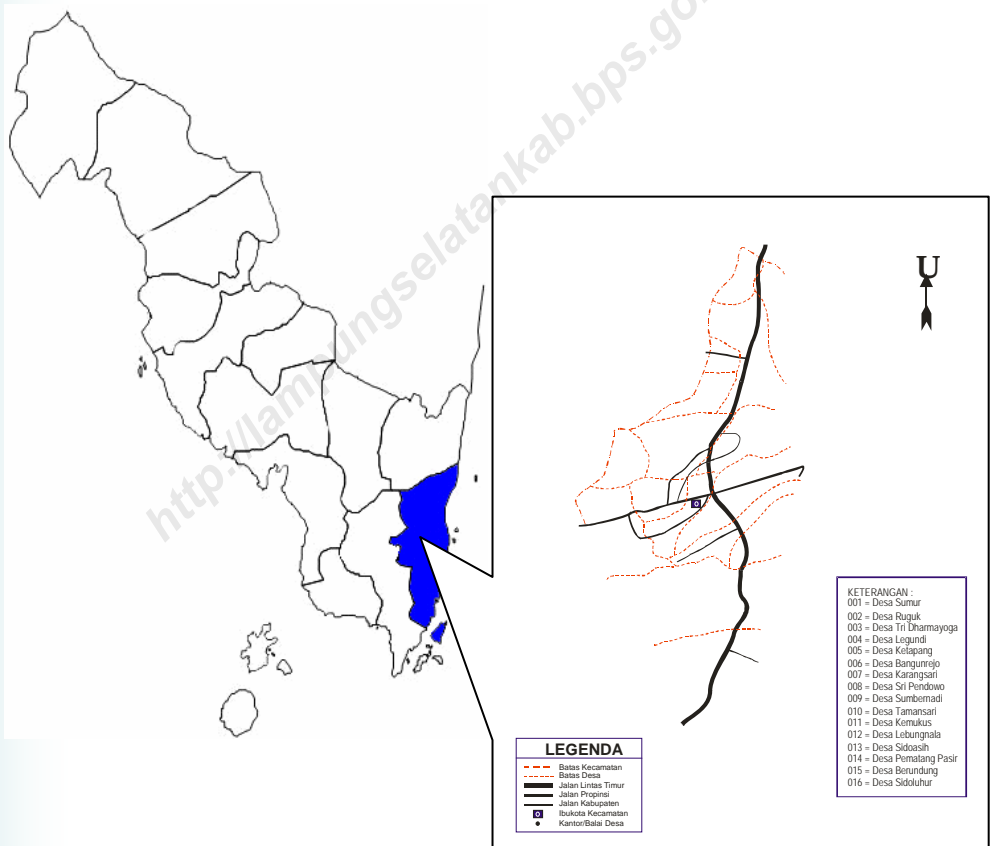 http://lampungselatankab.bps.go.
U
KETERANGAN :
001 = Desa Sumur
002 = Desa Ruguk
003 = Desa Tri Dharmayoga
004 = Desa Legundi
005 = Desa Ketapang
006 = Desa Bangunrejo
007 = Desa Karangsari
008 = Desa Sri Pendowo
009 = Desa Sumbernadi
010 = Desa Tamansari
011 = Desa Kemukus
012 = Desa Lebungnala
013 = Desa Sidoasih
014 = Desa Pematang Pasir
015 = Desa Berundung
016 = Desa Sidoluhur
LEGENDA
Batas Kecamatan
Batas Desa
Jalan Lintas Timur
Jalan Propinsi
Jalan Kabupaten
Ibukota Kecamatan
Kantor/Balai Desa